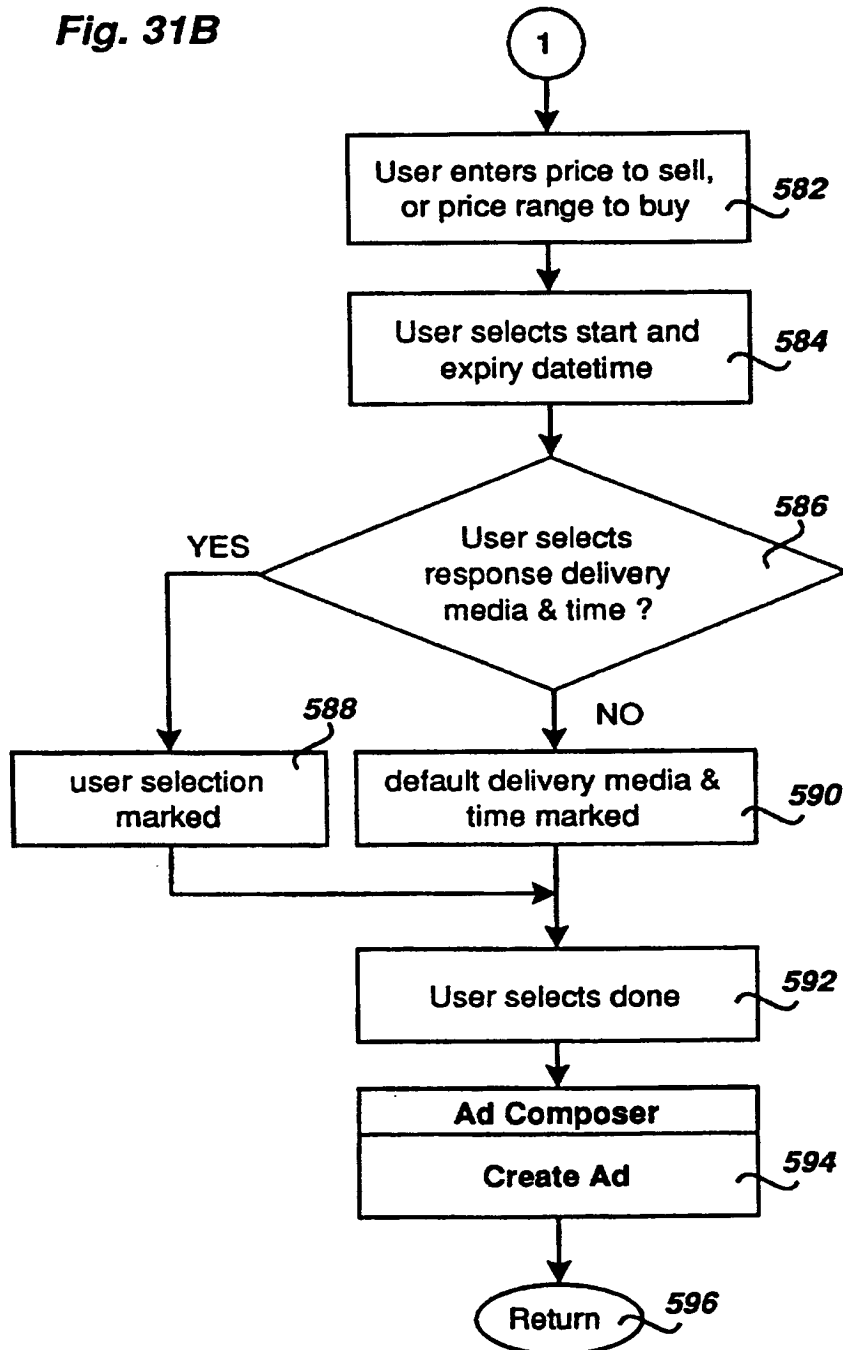 Fig. 31B
1
User enters price to sell,
or price range to buy
582
User selects start and
expiry datetime
584
586
YES
User selects
response delivery
media & time ?
588
NO
user selection
marked
default delivery media &
time marked
590
User selects done
592
Ad Composer
Create Ad
594
Return
596